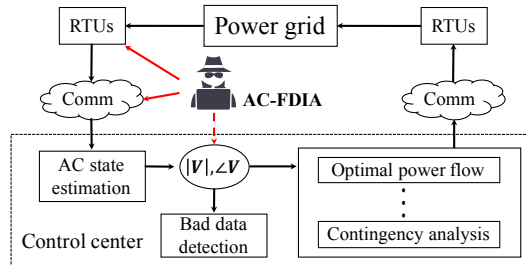 RTUs
Power grid
RTUs
Comm
AC-FDIA
Comm
AC state
estimation
|V|,∠V
Optimal power flow
Bad data
detection
Contingency analysis
Control center